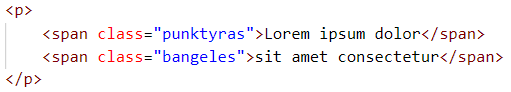 <p>
    <span class="punktyras">Lorem ipsum dolor</span>
    <span class="bangeles">sit amet consectetur</span>
</p>